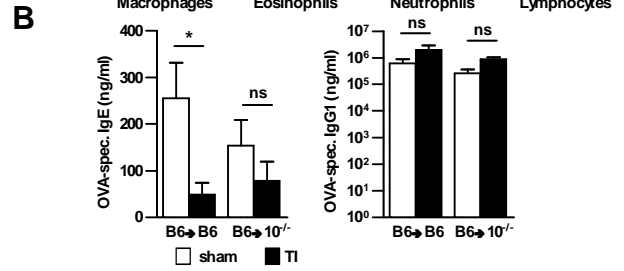 Macrophages Eosinophils Neutrophils Lymphocytes
B
OVA-spec. IgE (ng/ml)
400
300
200
100
0
*
ns
B6→B6 B6→10⁻/⁻
OVA-spec. IgG1 (ng/ml)
10⁷
10⁶
10⁵
10⁴
10³
10²
10¹
10⁰
ns
ns
B6→B6 B6→10⁻/⁻
sham TI